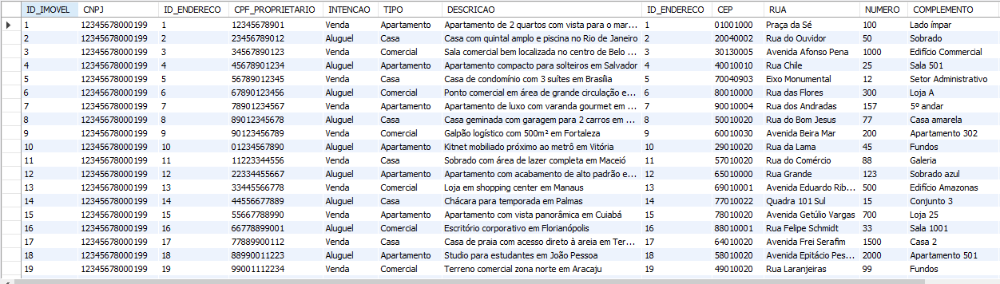 ID_IMOVEL CNPJ ID_ENDERECO CPF_PROPRIETARIO INTENCAO TIPO DESCRICAO ID_ENDERECO CEP RUA NUMERO COMPLEMENTO
1 12345678000199 1 12345678901 Venda Apartamento Apartamento de 2 quartos com vista para o mar... 1 01001000 Praça da Sé 100 Lado ímpar
2 12345678000199 2 23456789012 Aluguel Casa Casa com quintal amplo e piscina no Rio de Janeiro 2 20040002 Rua do Ouvidor 50 Sobrado
3 12345678000199 3 34567890123 Venda Comercial Sala comercial bem localizada no centro de Belo ... 3 30130005 Avenida Afonso Pena 1000 Edifício Commercial
4 12345678000199 4 45678901234 Aluguel Apartamento Apartamento compacto para solteiros em Salvador 4 40010010 Rua Chile 25 Sala 501
5 12345678000199 5 56789012345 Venda Casa Casa de condomínio com 3 suítes em Brasília 5 70040903 Eixo Monumental 12 Setor Administrativo
6 12345678000199 6 67890123456 Aluguel Comercial Ponto comercial em área de grande circulação e... 6 80010000 Rua das Flores 300 Loja A
7 12345678000199 7 78901234567 Venda Apartamento Apartamento de luxo com varanda gourmet em ... 7 90010004 Rua dos Andradas 157 5º andar
8 12345678000199 8 89012345678 Aluguel Casa Casa geminada com garagem para 2 carros em ... 8 50010020 Rua do Bom Jesus 77 Casa amarela
9 12345678000199 9 90123456789 Venda Comercial Galpão logístico com 500m² em Fortaleza 9 60010030 Avenida Beira Mar 200 Apartamento 302
10 12345678000199 10 01234567890 Aluguel Apartamento Kitnet mobiliado próximo ao metrô em Vitória 10 29010020 Rua da Lama 45 Fundos
11 12345678000199 11 11223344556 Venda Casa Sobrado com área de lazer completa em Maceió 11 57010020 Rua do Comércio 88 Galeria
12 12345678000199 12 22334455667 Aluguel Apartamento Apartamento com acabamento de alto padrão e... 12 65010000 Rua Grande 123 Sobrado azul
13 12345678000199 13 33445566778 Venda Comercial Loja em shopping center em Manaus 13 69010001 Avenida Eduardo Rib... 500 Edifício Amazonas
14 12345678000199 14 44556677889 Aluguel Casa Chácara para temporada em Palmas 14 77010022 Quadra 101 Sul 15 Conjunto 3
15 12345678000199 15 55667788990 Venda Apartamento Apartamento com vista panorâmica em Cuiabá 15 78010020 Avenida Getúlio Vargas 700 Loja 25
16 12345678000199 16 66778899001 Aluguel Comercial Escritório corporativo em Florianópolis 16 88010001 Rua Felipe Schmidt 33 Sala 1001
17 12345678000199 17 77889900112 Venda Casa Casa de praia com acesso direto à areia em Ter... 17 64010020 Avenida Frei Serafim 1500 Casa 2
18 12345678000199 18 88990011223 Aluguel Apartamento Studio para estudantes em João Pessoa 18 58010020 Avenida Epitácio Pes... 2000 Apartamento 501
19 12345678000199 19 99001112234 Venda Comercial Terreno comercial zona norte em Aracaju 19 49010020 Rua Laranjeiras 99 Fundos